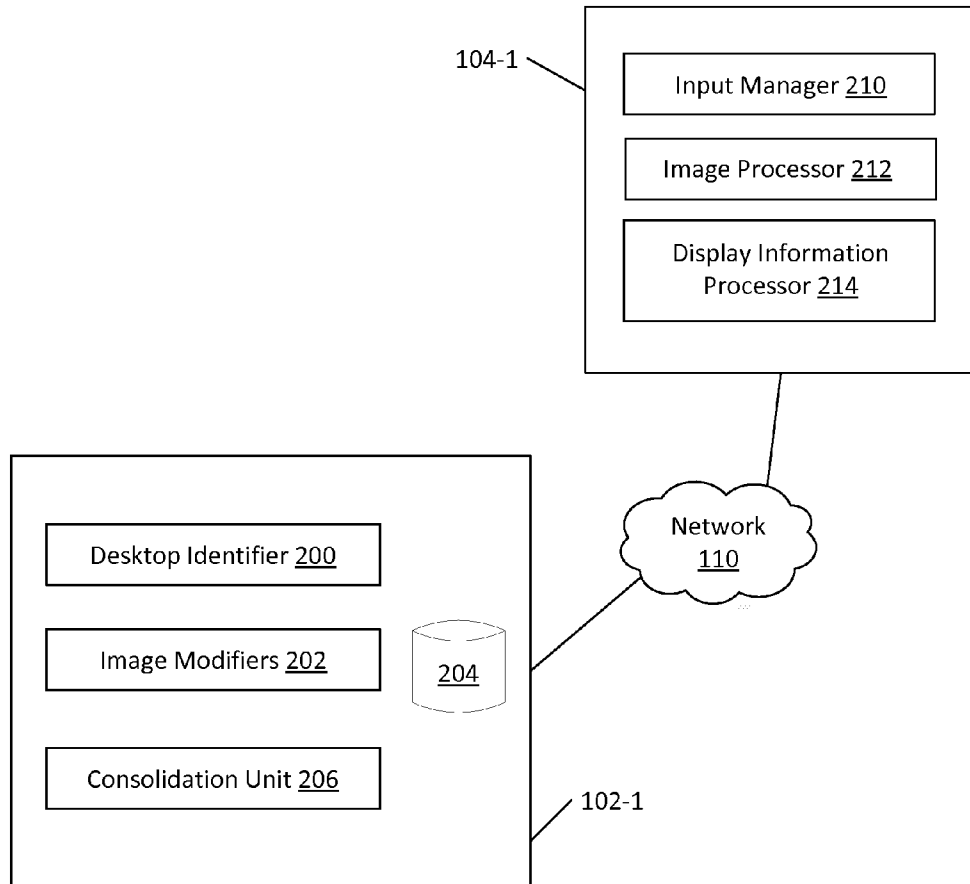 104-1
Input Manager 210
Image Processor 212
Display Information
Processor 214
Network
110
Desktop Identifier 200
Image Modifiers 202
204
Consolidation Unit 206
102-1